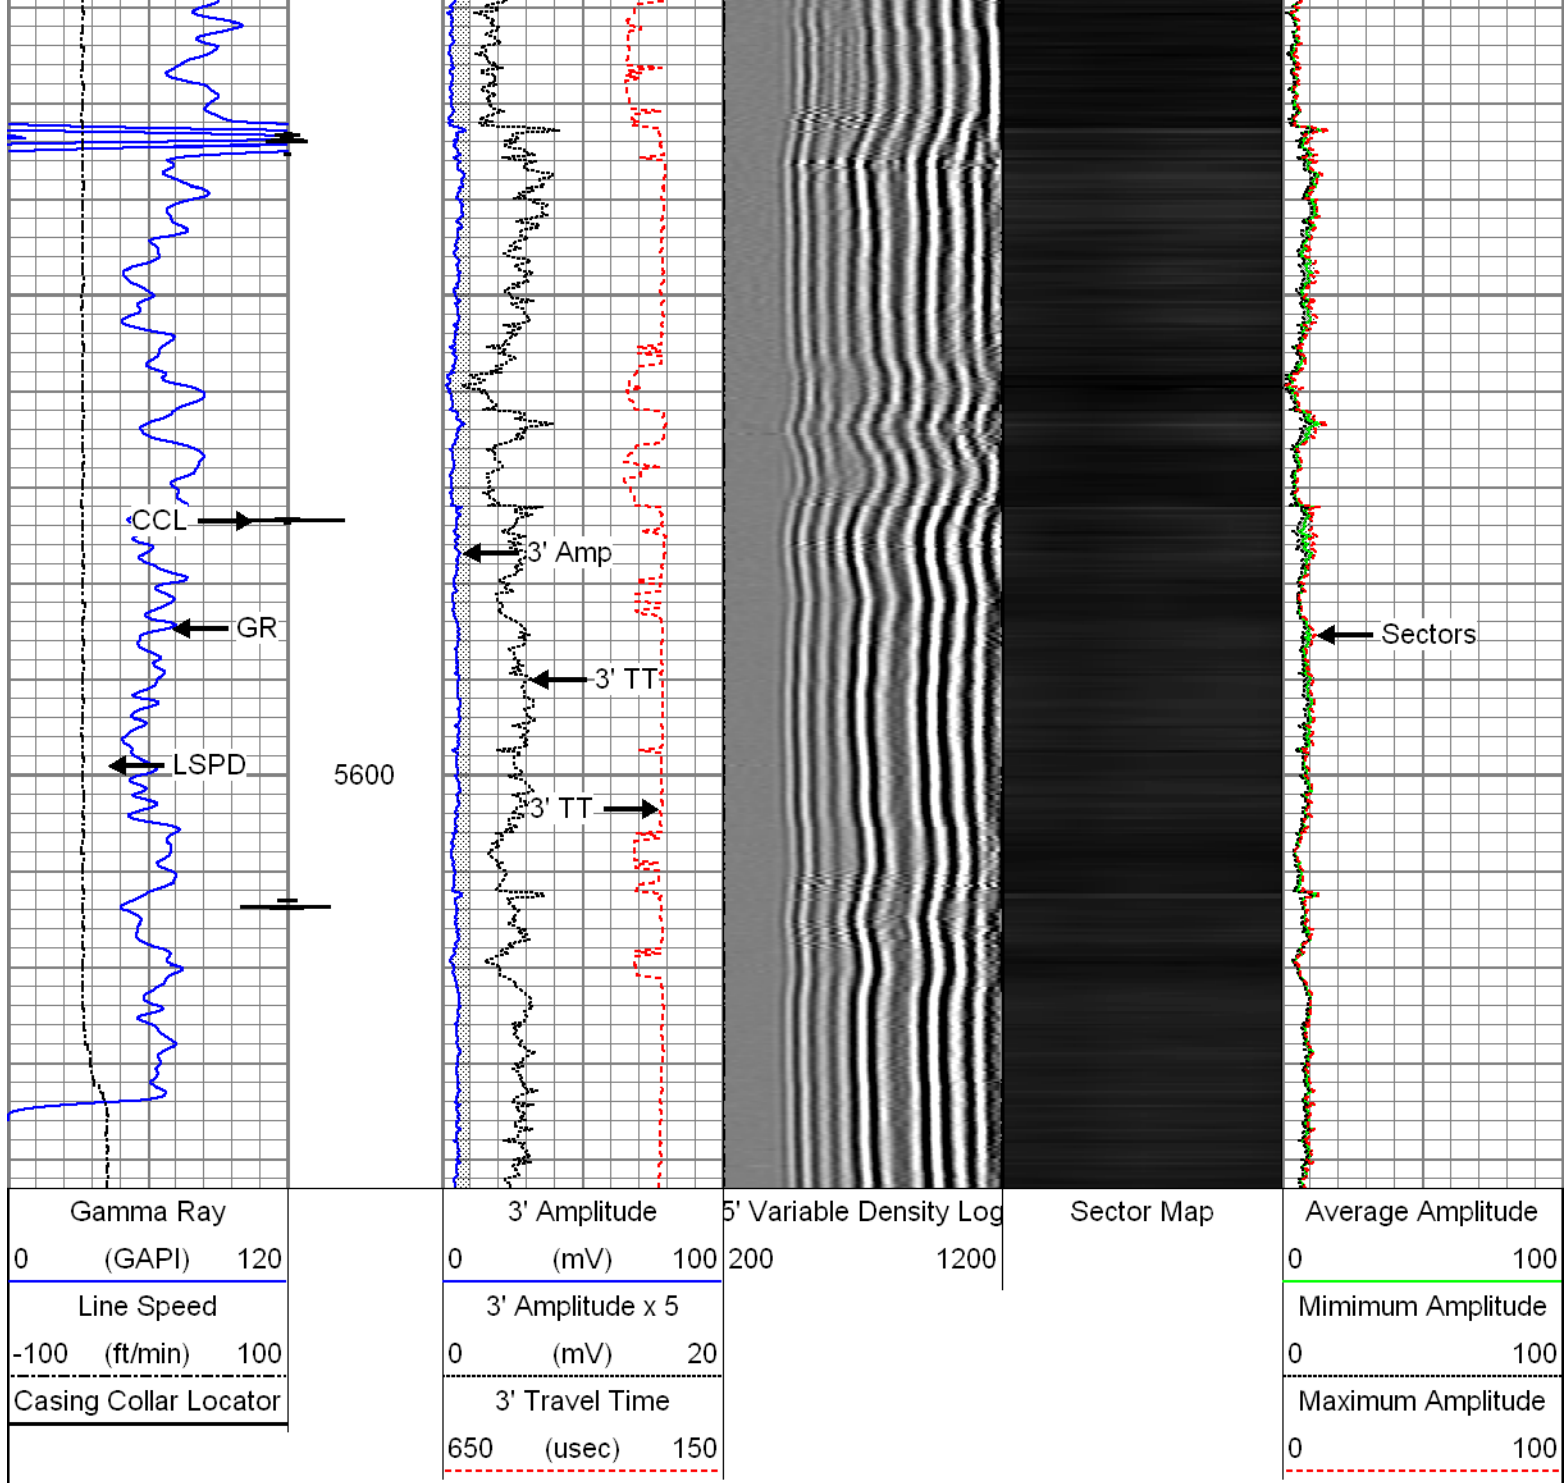 CCL
3' Amp
GR
Sectors
3' TT
LSPD
5600
3' TT
Gamma Ray
0 (GAPI) 120
Line Speed
-100 (ft/min) 100
Casing Collar Locator
3' Amplitude
0 (mV) 100
3' Amplitude x 5
0 (mV) 20
3' Travel Time
650 (usec) 150
5' Variable Density Log
200 1200
Sector Map
Average Amplitude
0 100
Mimimum Amplitude
0 100
Maximum Amplitude
0 100